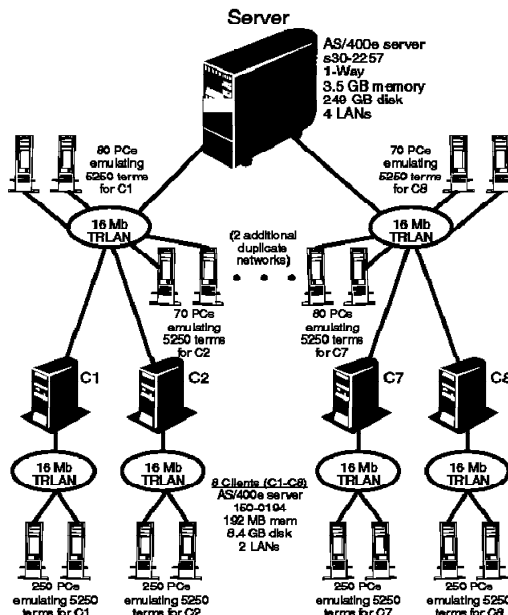 Server
AS/400e server
s30-2257
1-Way
3.5 GB memory
249 GB disk
4 LANs
80 PCs
emulating
5250 terms
for C1
70 PCs
emulating
5250 terms
for C8
16 Mb
TRLAN
(2 additional
duplicate
networks)
16 Mb
TRLAN
70 PCs
emulating
5250 terms
for C2
80 PCs
emulating
5250 terms
for C7
C1
C2
C7
C8
16 Mb
TRLAN
16 Mb
TRLAN
8 Clients (C1-C8)
AS/400e server
150-0194
192 MB mem
8.4 GB disk
2 LANs
16 Mb
TRLAN
16 Mb
TRLAN
250 PCs
emulating 5250
terms for C1
250 PCs
emulating 5250
terms for C2
250 PCs
emulating 5250
terms for C7
250 PCs
emulating 5250
terms for C8